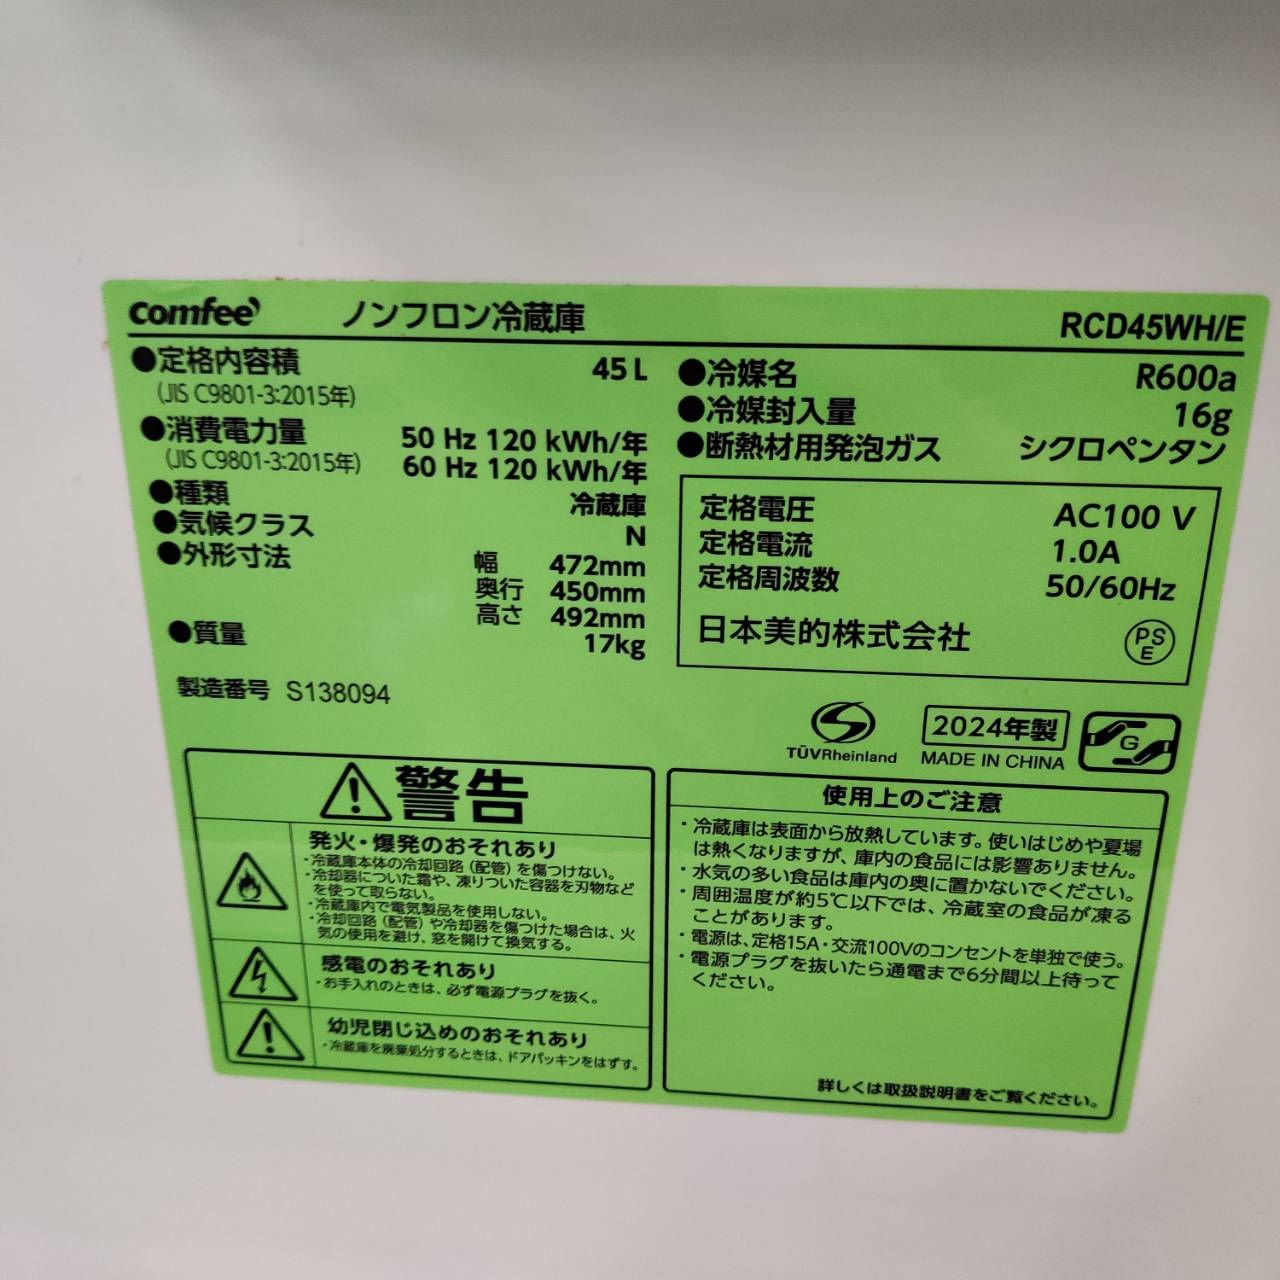 comfee' ノンフロン冷蔵庫 RCD45WH/E
●定格内容積 45 L
(JIS C9801-3:2015年)
●消費電力量 50 Hz 120 kWh/年
(JIS C9801-3:2015年) 60 Hz 120 kWh/年
●種類 冷蔵庫
●気候クラス N
●外形寸法 幅 472mm
奥行 450mm
高さ 492mm
●質量 17kg
製造番号 S138094
●冷媒名 R600a
●冷媒封入量 16g
●断熱材用発泡ガス シクロペンタン
定格電圧 AC100 V
定格電流 1.0A
定格周波数 50/60Hz
日本美的株式会社 PS E
TÜVRheinland
2024年製
MADE IN CHINA
G
警告
発火・爆発のおそれあり
・冷蔵庫本体の冷却回路(配管)を傷つけない。
・冷却器についた霜や、凍りついた容器を刃物など
を使って取らない。
・冷蔵庫内で電気製品を使用しない。
・冷却回路(配管)や冷却器を傷つけた場合は、火
気の使用を避け、窓を開けて換気する。
感電のおそれあり
・お手入れのときは、必ず電源プラグを抜く。
幼児閉じ込めのおそれあり
・冷蔵庫を廃棄処分するときは、ドアパッキンをはずす。
使用上のご注意
・冷蔵庫は表面から放熱しています。使いはじめや夏場
は熱くなりますが、庫内の食品には影響ありません。
・水気の多い食品は庫内の奥に置かないでください。
・周囲温度が約5℃以下では、冷蔵室の食品が凍る
ことがあります。
・電源は、定格15A・交流100Vのコンセントを単独で使う。
・電源プラグを抜いたら通電まで6分間以上待って
ください。
詳しくは取扱説明書をご覧ください。